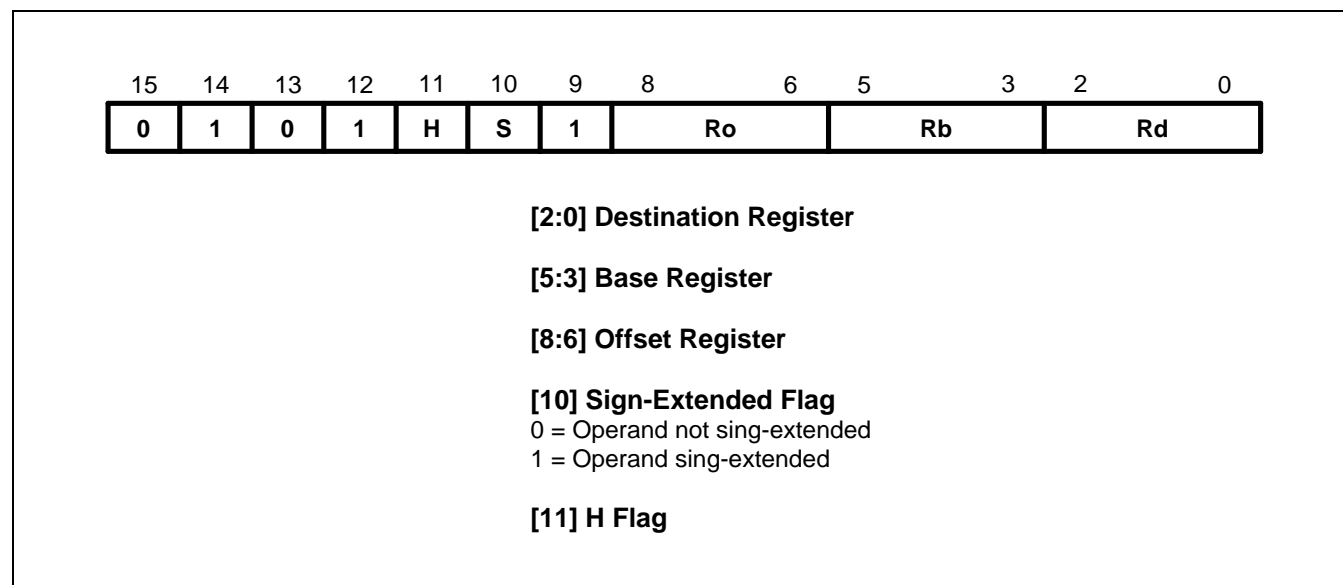 15 14 13 12 11 10 9 8 6 5 3 2 0
0 1 0 1 H S 1 Ro Rb Rd
[2:0] Destination Register
[5:3] Base Register
[8:6] Offset Register
[10] Sign-Extended Flag
0 = Operand not sing-extended
1 = Operand sing-extended
[11] H Flag